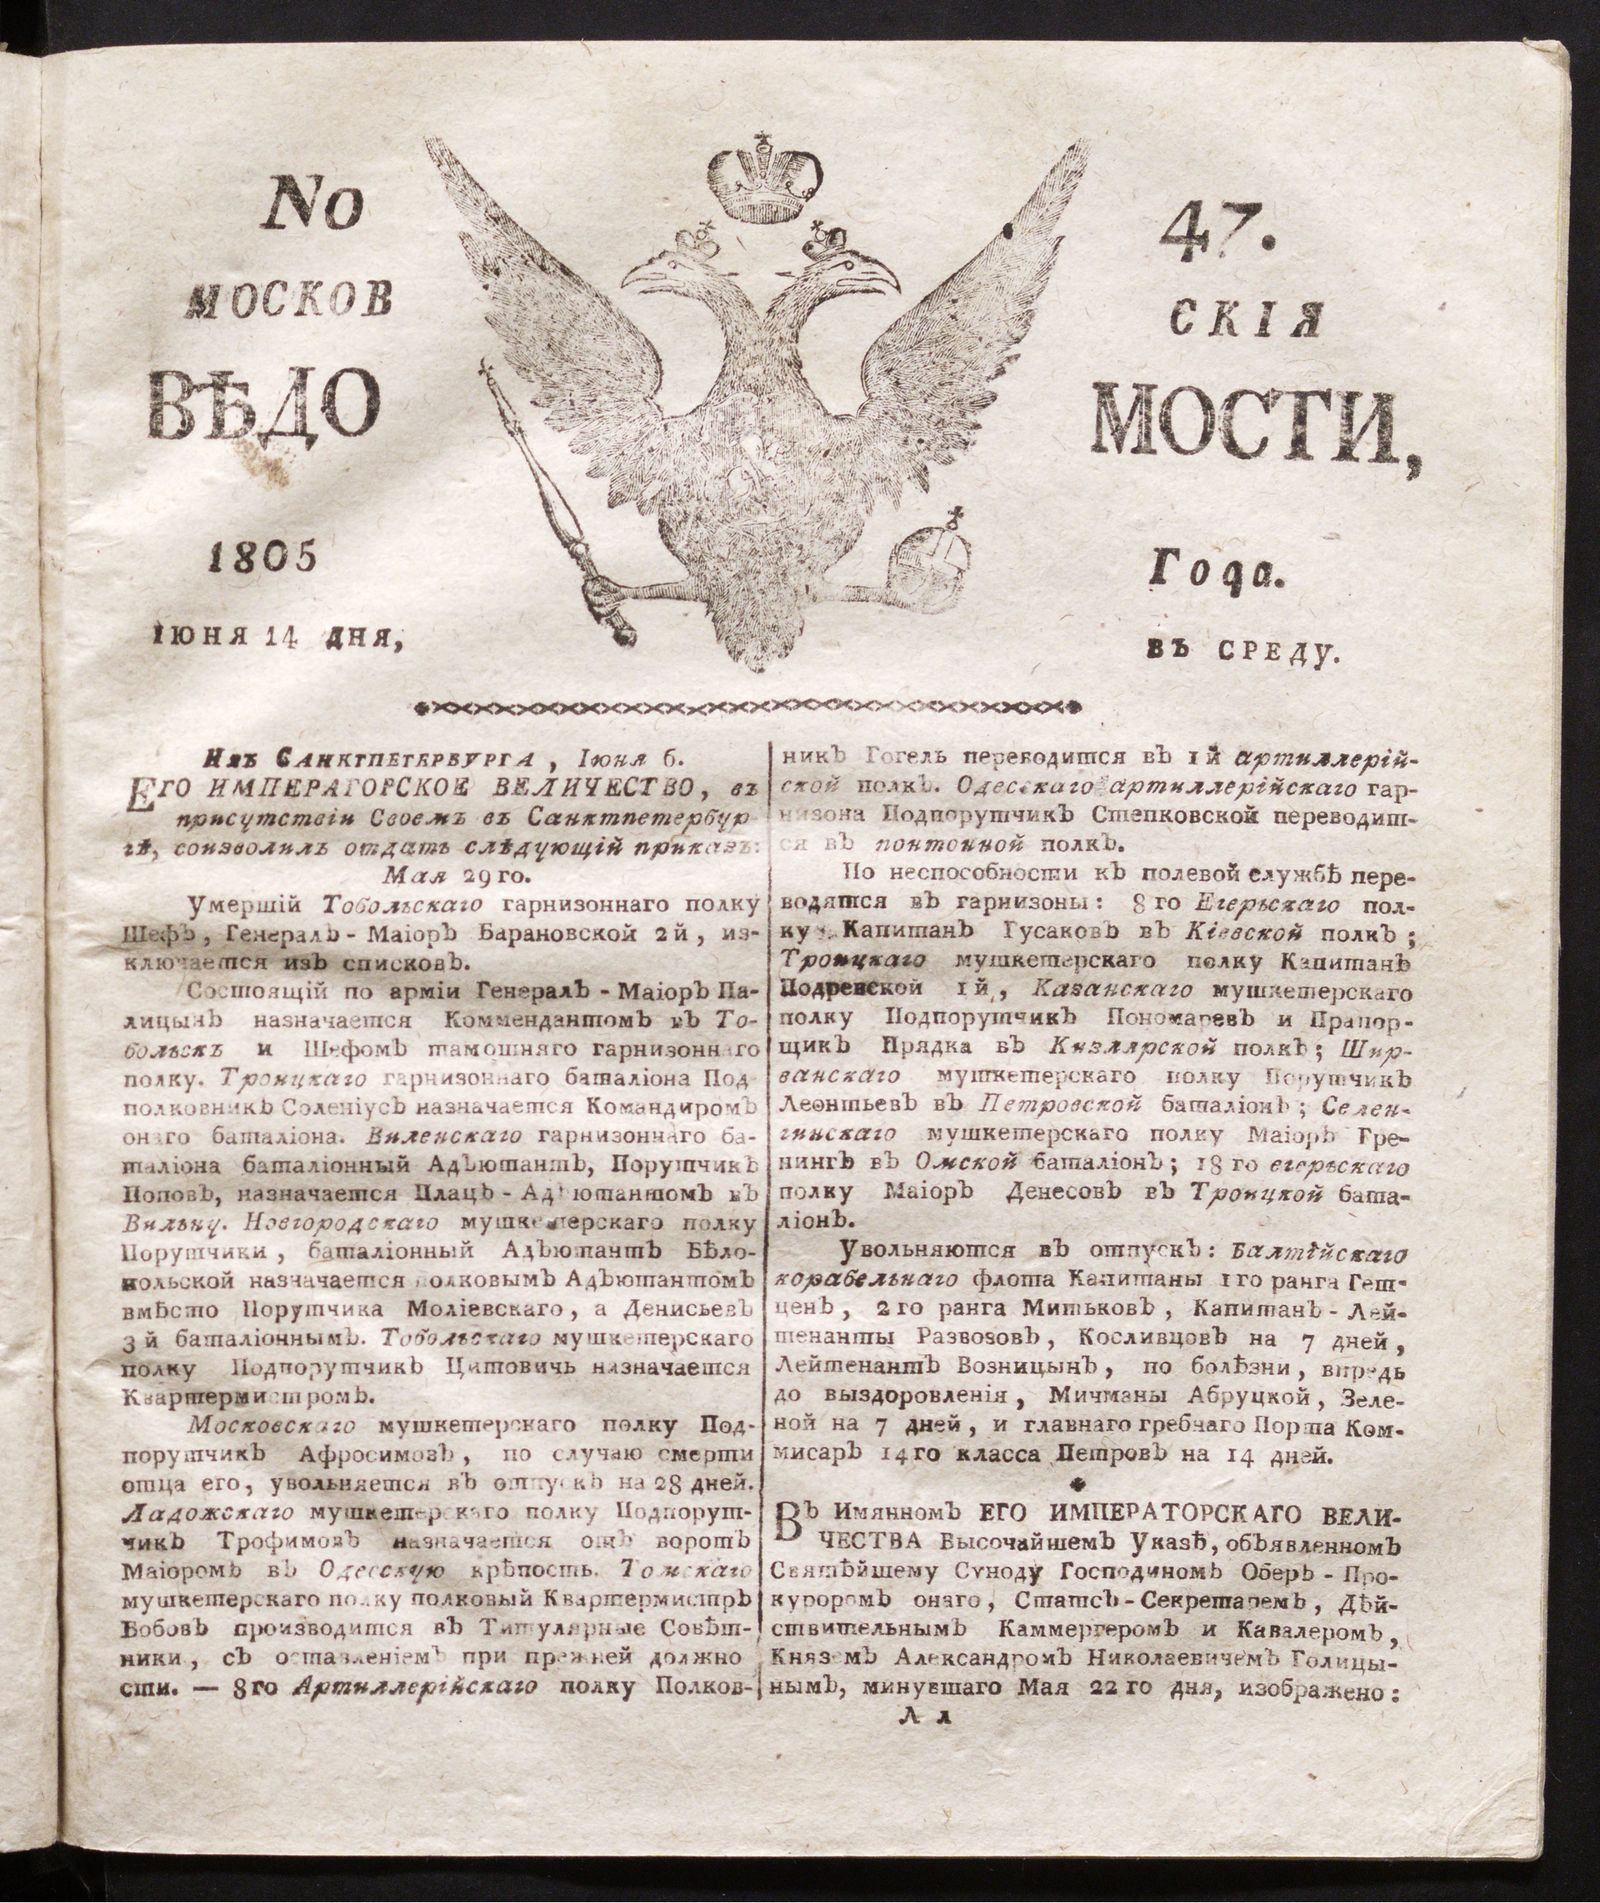 No 47.
МОСКОВ СКІЯ
ВѢДО МОСТИ,
1805 Года.
ІЮНЯ 14 ДНЯ, ВЪ СРЕДУ.
Изъ Санктпетербурга, Іюня 6.
Его ИМПЕРАТОРСКОЕ ВЕЛИЧЕСТВО, въ
присутствіи Своемъ въ Санктпетербур-
гѣ, соизволилъ отдать слѣдующій приказъ:
Мая 29го.
Умершій Тобольскаго гарнизоннаго полку
Шефъ, Генералъ-Маіоръ Барановской 2й, из-
ключается изъ списковъ.
Состоящій по арміи Генералъ-Маіоръ Па-
лицынъ назначается Коммендантомъ въ То-
больскъ и Шефомъ тамошняго гарнизоннаго
полку. Троицкаго гарнизоннаго баталіона Под-
полковникъ Соленіусъ назначается Командиромъ
онаго баталіона. Виленскаго гарнизоннаго ба-
таліона баталіонный Адъютантъ, Порутчикъ
Поповъ, назначается Плацъ-Адъютантомъ въ
Вильну. Новгородскаго мушкетерскаго полку
Порутчики, баталіонный Адъютантъ Бѣло-
польской назначается полковымъ Адъютантомъ
вмѣсто Порутчика Моліевскаго, а Денисьевъ
3й баталіоннымъ. Тобольскаго мушкетерскаго
полку Подпорутчикъ Цитовичь назначается
Квартермистромъ.
Московскаго мушкетерскаго полку Под-
порутчикъ Афросимовъ, по случаю смерти
отца его, увольняется въ отпускъ на 28 дней.
Ладожскаго мушкетерскаго полку Подпорут-
чикъ Трофимовъ назначается отъ воротъ
Маіоромъ въ Одесскую крѣпость. Томскаго
мушкетерскаго полку полковый Квартермистръ
Бобовъ производится въ Титулярные Совѣт-
ники, съ оставленіемъ при прежней должно
сти. — 8го Артиллерійскаго полку Полков-
никъ Гогель переводится въ 1й артиллерій-
ской полкъ. Одесскаго артиллерійскаго гар-
низона Подпорутчикъ Степковской переводит-
ся въ понтонной полкъ.
По неспособности къ полевой службѣ пере-
водятся въ гарнизоны: 8го Егерьскаго пол-
ку Капитанъ Гусаковъ въ Кіевской полкъ;
Троицкаго мушкетерскаго полку Капитанъ
Подревской 1й, Казанскаго мушкетерскаго
полку Подпорутчикъ Пономаревъ и Прапор-
щикъ Прядка въ Кизлярской полкъ; Шир-
ванскаго мушкетерскаго полку Порутчикъ
Леонтьевъ въ Петровской баталіонъ; Селен-
гинскаго мушкетерскаго полку Маіоръ Гре-
нингъ въ Омской баталіонъ; 18го егерьскаго
полку Маіоръ Денесовъ въ Троицкой бата-
ліонъ.
Увольняются въ отпускъ: Балтійскаго
корабельнаго флота Капитаны 1го ранга Гет-
ценъ, 2го ранга Митьковъ, Капитанъ-Лей-
тенанты Развозовъ, Косливцовъ на 7 дней,
Лейтенантъ Возницынъ, по болѣзни, впредь
до выздоровленія, Мичманы Абруцкой, Зеле-
ной на 7 дней, и главнаго гребнаго Порта Ком-
мисаръ 14го класса Петровъ на 14 дней.
Въ Имянномъ ЕГО ИМПЕРАТОРСКАГО ВЕЛИ-
ЧЕСТВА Высочайшемъ Указѣ, объявленномъ
Святѣйшему Сѵноду Господиномъ Оберъ-Про-
куроромъ онаго, Статсъ-Секретаремъ, Дѣй-
ствительнымъ Каммергеромъ и Кавалеромъ,
Княземъ Александромъ Николаевичемъ Голицы-
нымъ, минувшаго Мая 22го дня, изображено:
Л л